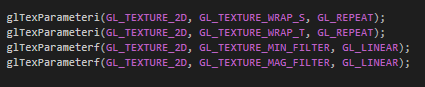 glTexParameteri(GL_TEXTURE_2D, GL_TEXTURE_WRAP_S, GL_REPEAT);
glTexParameteri(GL_TEXTURE_2D, GL_TEXTURE_WRAP_T, GL_REPEAT);
glTexParameterf(GL_TEXTURE_2D, GL_TEXTURE_MIN_FILTER, GL_LINEAR);
glTexParameterf(GL_TEXTURE_2D, GL_TEXTURE_MAG_FILTER, GL_LINEAR);